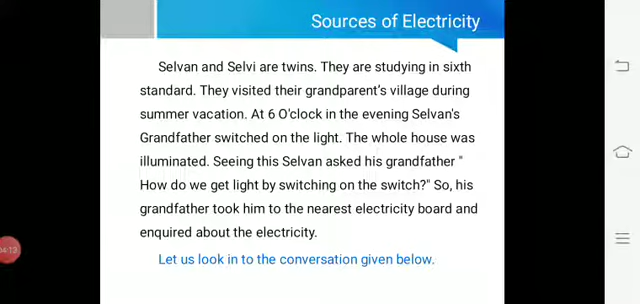 Sources of Electricity
Selvan and Selvi are twins. They are studying in sixth
standard. They visited their grandparent's village during
summer vacation. At 6 O'clock in the evening Selvan's
Grandfather switched on the light. The whole house was
illuminated. Seeing this Selvan asked his grandfather "
How do we get light by switching on the switch?" So, his
grandfather took him to the nearest electricity board and
enquired about the electricity.
Let us look in to the conversation given below.
04:13